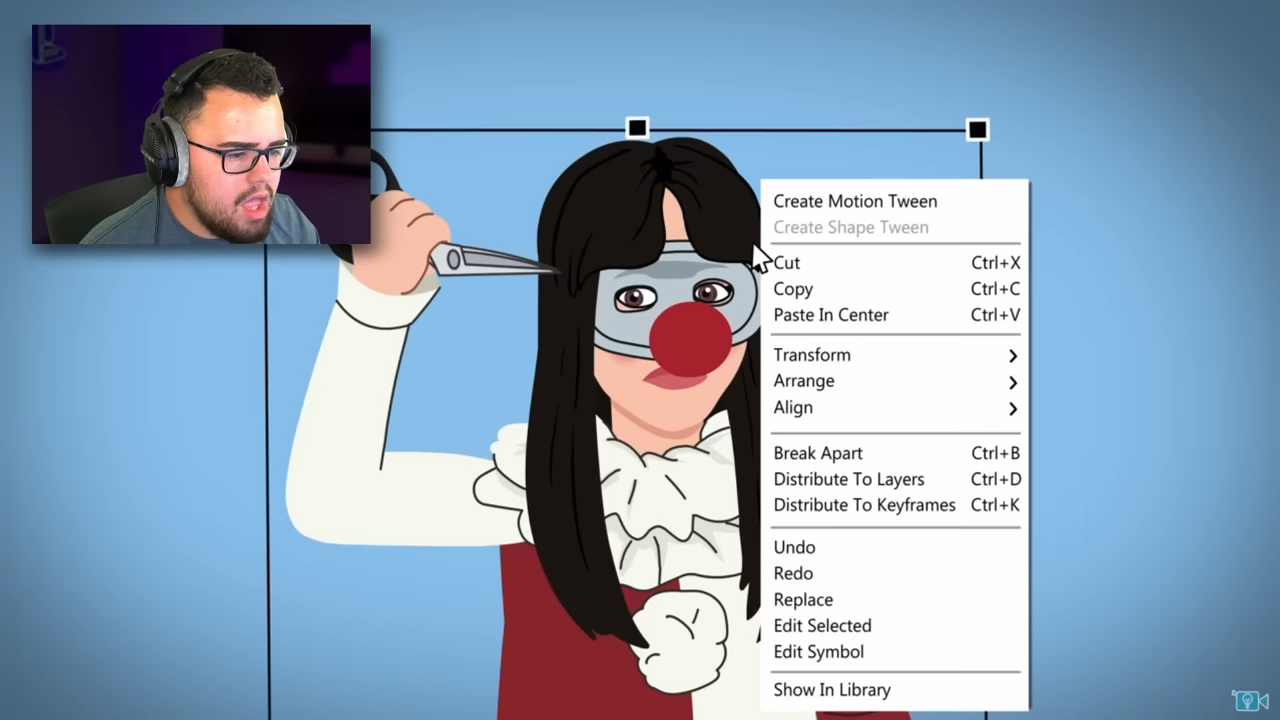 Create Motion Tween
Create Shape Tween
Cut Ctrl+X
Copy Ctrl+C
Paste In Center Ctrl+V
Transform
Arrange
Align
Break Apart Ctrl+B
Distribute To Layers Ctrl+D
Distribute To Keyframes Ctrl+K
Undo
Redo
Replace
Edit Selected
Edit Symbol
Show In Library